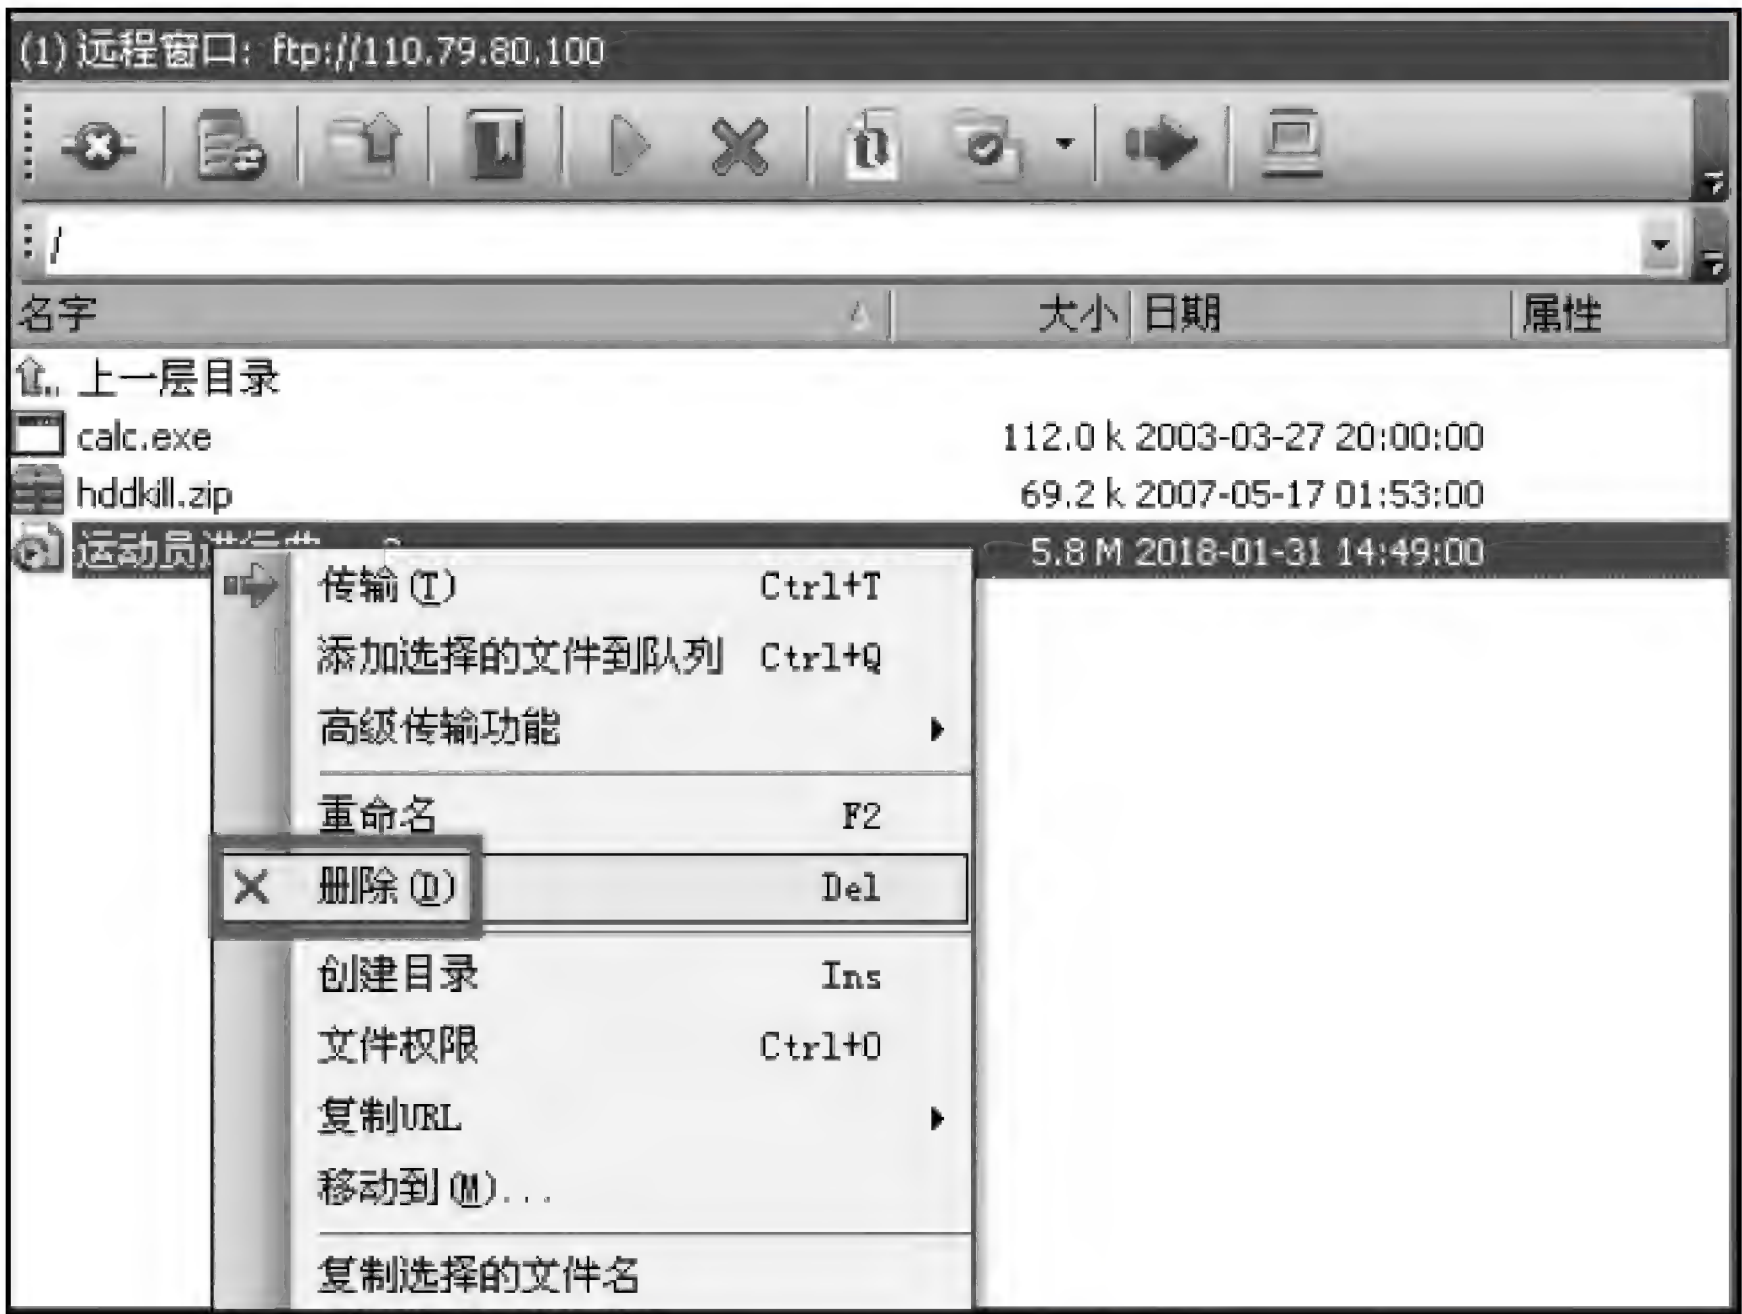 (1) 远程窗口: ftp://110.79.80.100
/
名字 大小 日期 属性
上一层目录
calc.exe 112.0 k 2003-03-27 20:00:00
hddkill.zip 69.2 k 2007-05-17 01:53:00
运动员进行曲 5.8 M 2018-01-31 14:49:00
传输(T) Ctrl+T
添加选择的文件到队列 Ctrl+Q
高级传输功能
重命名 F2
删除(D) Del
创建目录 Ins
文件权限 Ctrl+O
复制URL
移动到(M)...
复制选择的文件名